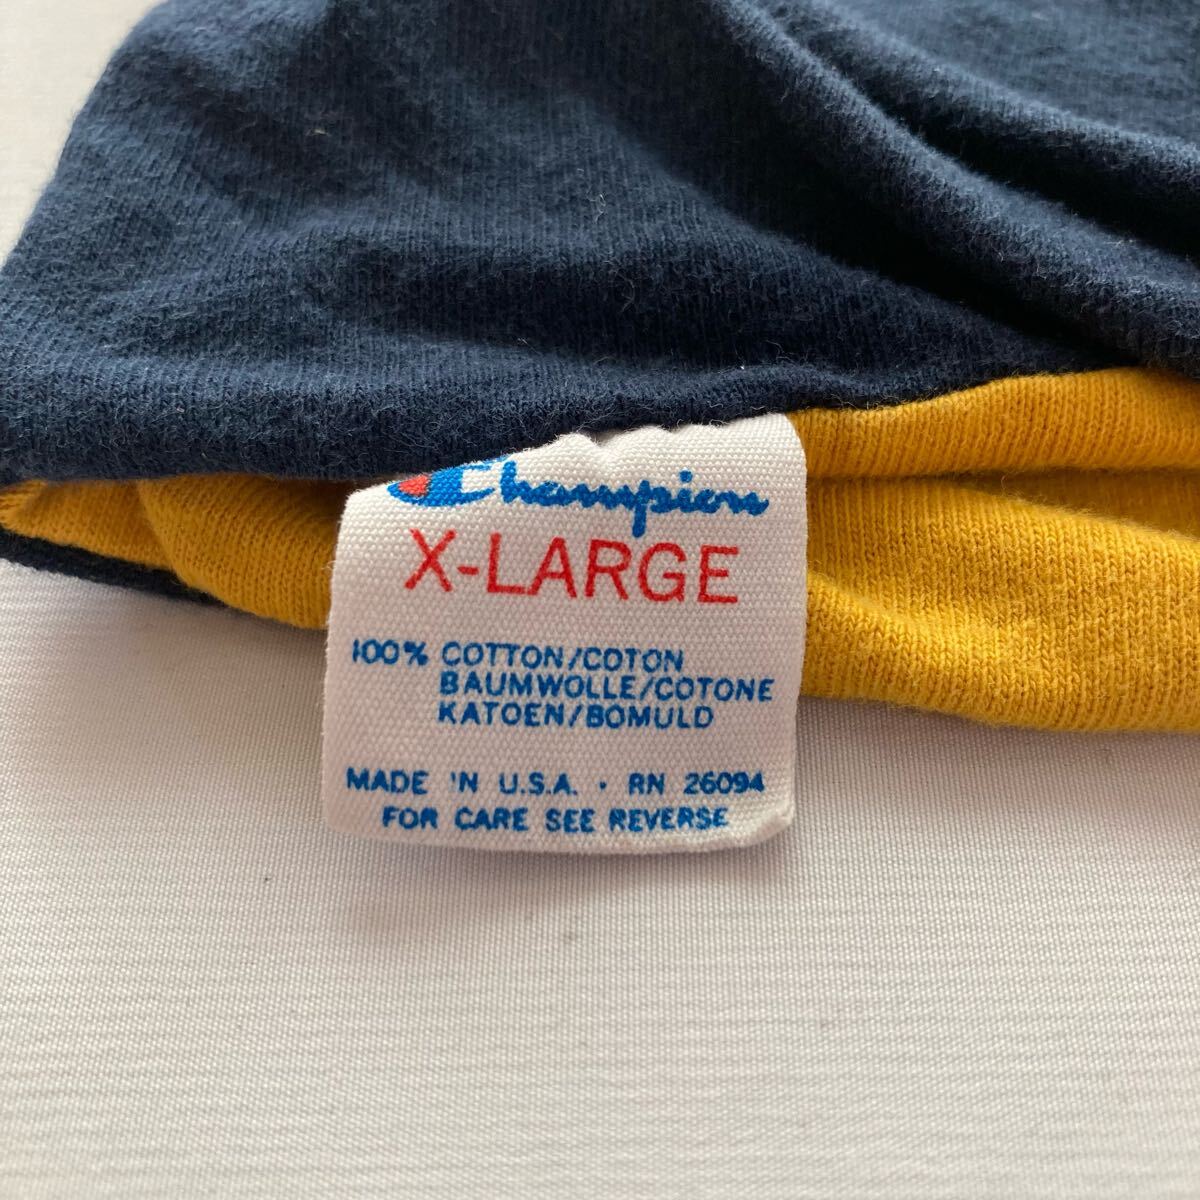 Champion
X-LARGE
100% COTTON/COTON
BAUMWOLLE/COTONE
KATOEN/BOMULD
MADE IN U.S.A. · RN 26094
FOR CARE SEE REVERSE